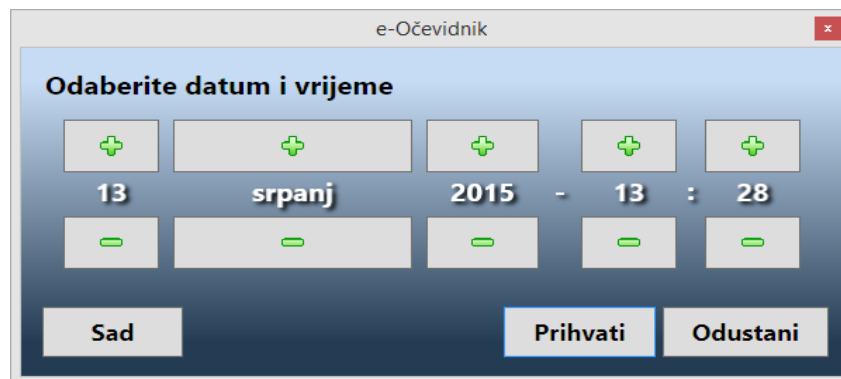 e-Očevidnik
Odaberite datum i vrijeme
13 srpanj 2015 - 13 : 28
Sad Prihvati Odustani